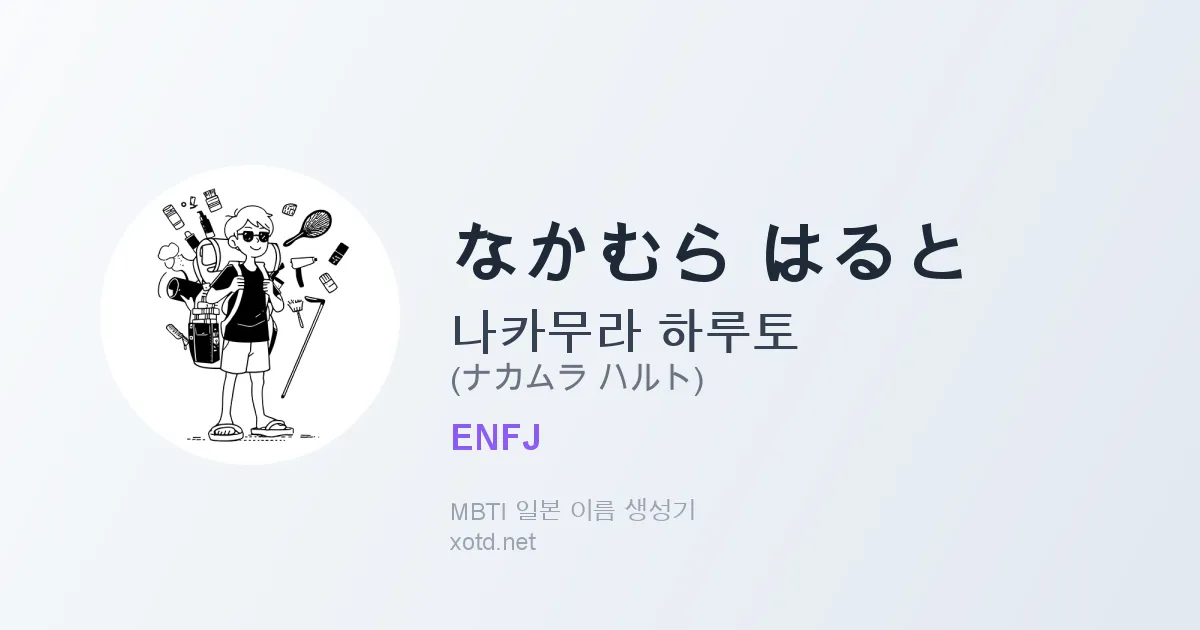 なかむら はると
나카무라 하루토
(ナカムラ ハルト)
ENFJ
MBTI 일본 이름 생성기
xotd.net